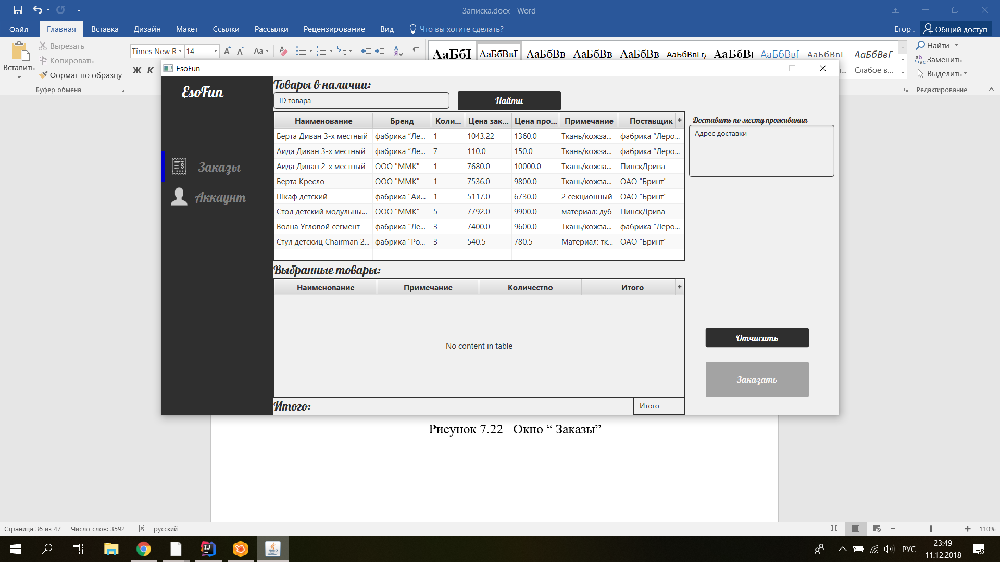 Записка.docx - Word
Файл Главная Вставка Дизайн Макет Ссылки Рассылки Рецензирование Вид Что вы хотите сделать? Егор . Общий доступ
Вставить
Вырезать
Копировать
Формат по образцу
Буфер обмена
Times New R 14 Aa
Ж К
АаБбІ АаБбВвГ АаБбВв АаБбВв АаБбВв АаБбВвГг АаБбВ АаБбВвГ АаБбВвГг АаБбВвГ
Слабое в...
Найти
Заменить
Выделить
Редактирование
EsoFun
EsoFun
Заказы
Аккаунт
Товары в наличии:
ID товара Найти
Наименование Бренд Коли... Цена зак... Цена про... Примечание Поставщик +
Берта Диван 3-х местный фабрика “Ле... 1 1043.22 1360.0 Ткань/кожза... фабрика “Леро...
Аида Диван 3-х местный фабрика “Ле... 7 110.0 150.0 Ткань/кожза... фабрика “Леро...
Аида Диван 2-х местный ООО "ММК" 1 7680.0 10000.0 Ткань/кожза... ПинскДрива
Берта Кресло ООО "ММК" 1 7536.0 9800.0 Ткань/кожза... ОАО "Бринт"
Шкаф детский фабрика "Аи... 1 5117.0 6730.0 2 секционный ОАО "Бринт"
Стол детский модульны... ООО "ММК" 5 7792.0 9900.0 материал: дуб ПинскДрива
Волна Угловой сегмент фабрика “Ле... 3 7400.0 9600.0 Ткань/кожза... фабрика “Леро...
Стул детскиц Chairman 2... фабрика "Ро... 3 540.5 780.5 Материал: тк... ОАО "Бринт"
Доставить по месту проживания
Адрес доставки
Выбранные товары:
Наименование Примечание Количество Итого +
No content in table
Отчисить
Заказать
Итого: Итого
Рисунок 7.22– Окно “ Заказы”
Страница 36 из 47 Число слов: 3592 русский 110%
РУС
23:49
11.12.2018